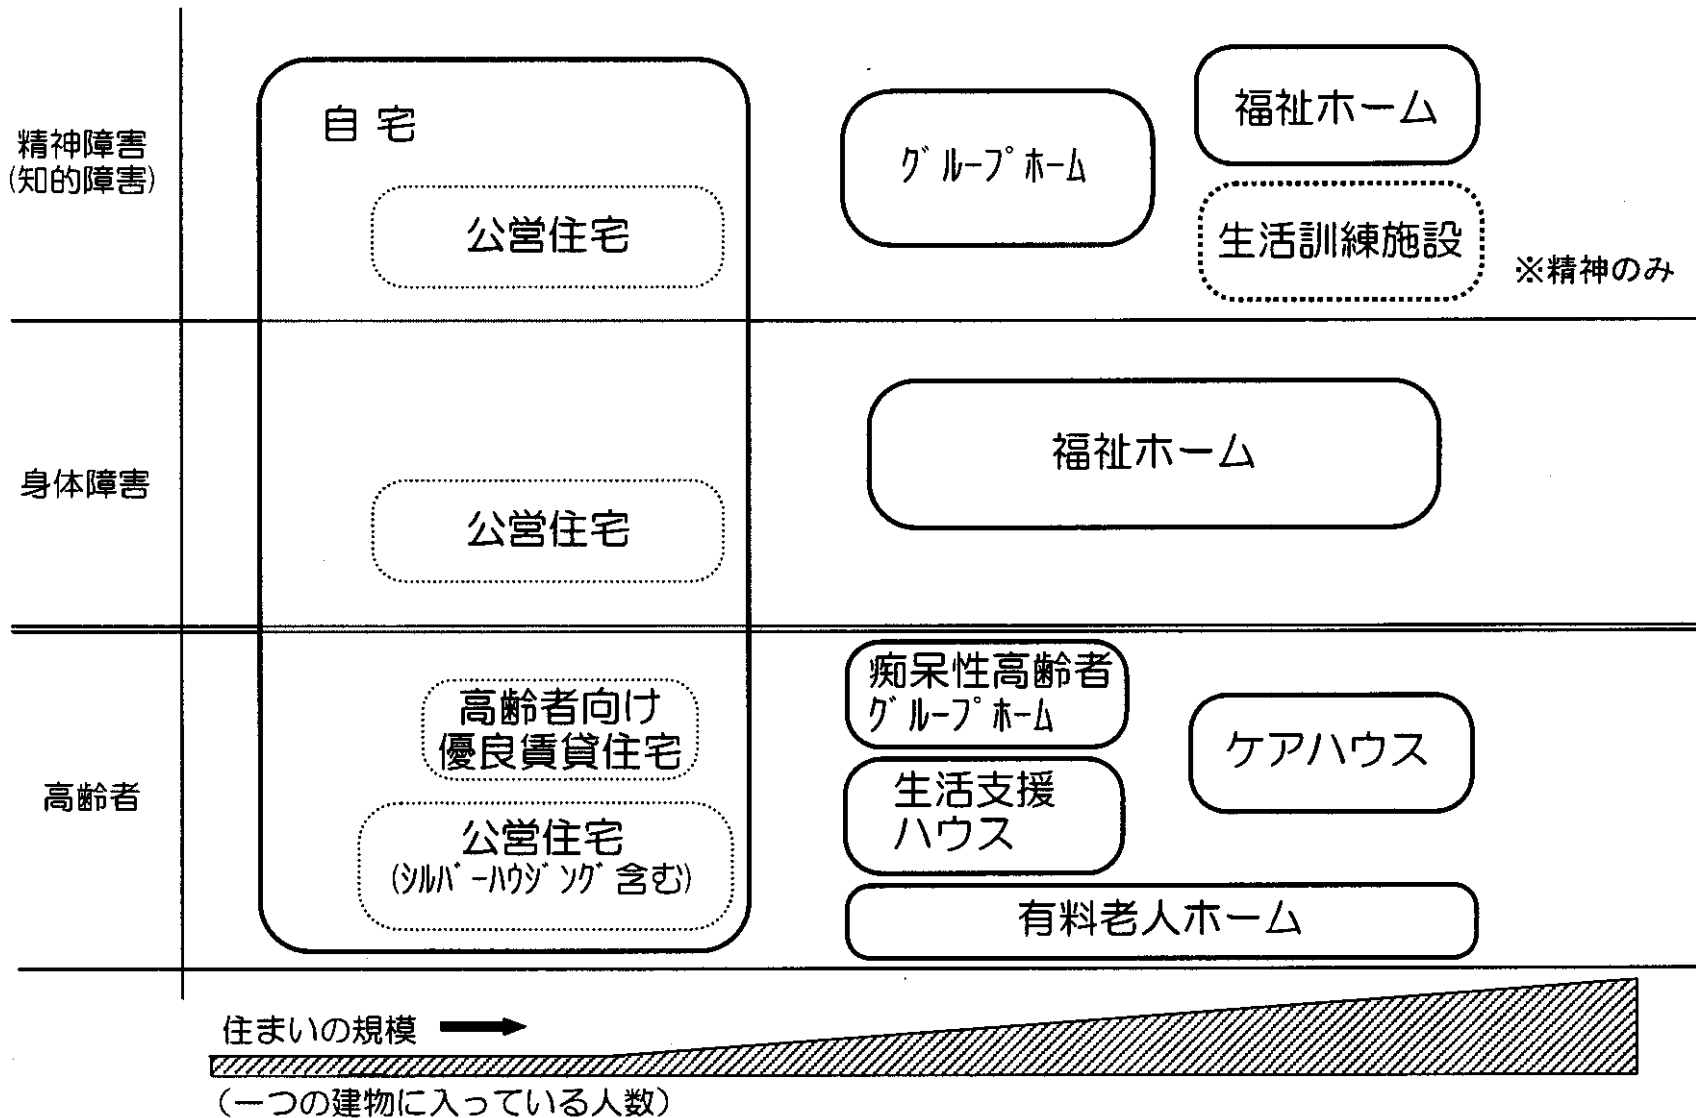 精神障害
(知的障害)
自宅
公営住宅
グループホーム
福祉ホーム
生活訓練施設
※精神のみ
身体障害
公営住宅
福祉ホーム
高齢者
高齢者向け
優良賃貸住宅
公営住宅
(シルバーハウジング含む)
痴呆性高齢者
グループホーム
生活支援
ハウス
ケアハウス
有料老人ホーム
住まいの規模
(一つの建物に入っている人数)